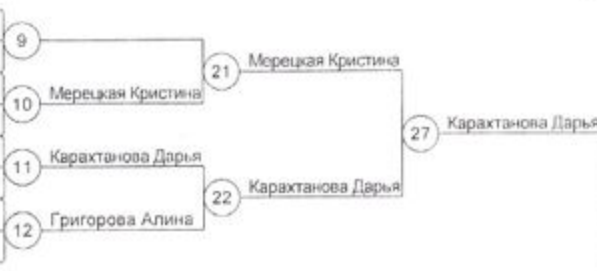 9
21
Мерецкая Кристина
10
Мерецкая Кристина
27
Карахтанова Дарья
11
Карахтанова Дарья
22
Карахтанова Дарья
12
Григорова Алина